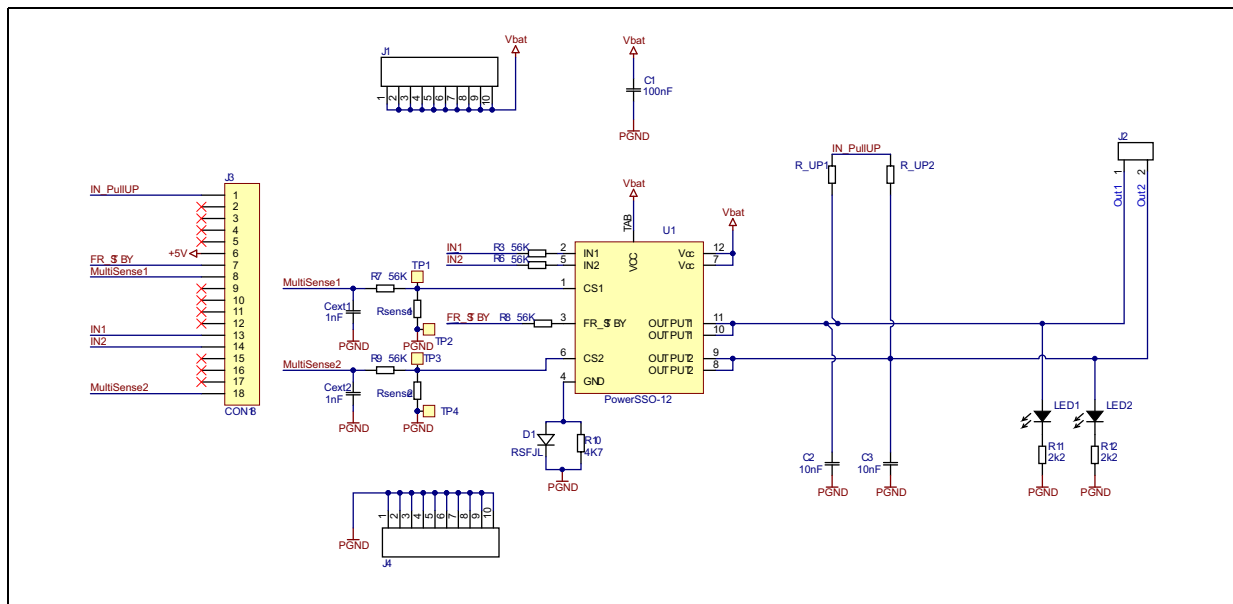 Vbat
J1
1 2 3 4 5 6 7 8 9 10
Vbat
C1
100nF
PGND
J3
IN_PullUP
1
2
3
4
5
+5V
6
FR_STBY
7
MultiSense1
8
9
10
11
12
IN1
13
IN2
14
15
16
17
MultiSense2
18
CON18
MultiSense1
R7 56K
TP1
Cext1
1nF
Rsense1
PGND
PGND
TP2
MultiSense2
R9 56K
TP3
Cext2
1nF
Rsense2
TP4
PGND
PGND
IN1
R3 56K
IN2
R6 56K
FR_STBY
R8 56K
Vbat
TAB
U1
VCC
2
IN1
5
IN2
1
CS1
3
FR_STBY
6
CS2
4
GND
12
Vcc
7
Vcc
11
OUTPUT1
10
OUTPUT1
9
OUTPUT2
8
OUTPUT2
PowerSSO-12
Vbat
D1
RSFJL
R10
4K7
PGND
IN_PullUP
R_UP1
R_UP2
C2
10nF
C3
10nF
PGND
PGND
J2
1
2
Out1
Out2
LED1
LED2
R11
2k2
R12
2k2
PGND
PGND
1 2 3 4 5 6 7 8 9 10
PGND
J4